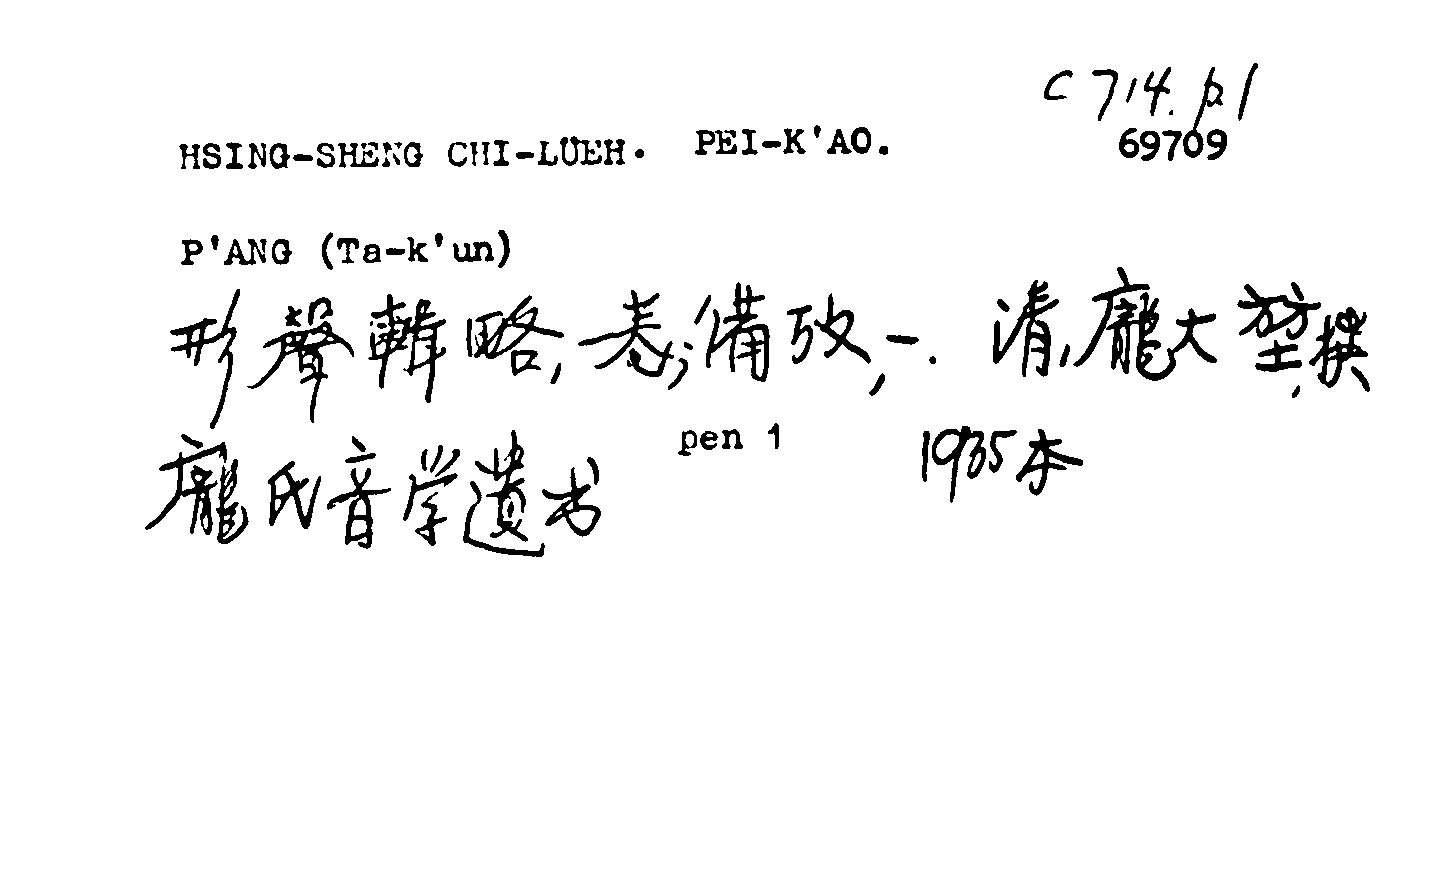 C 714. p1
HSING-SHENG CHI-LÜEH. PEI-K'AO. 69709
P'ANG (Ta-k'un)
形聲輯略,一卷;備攷,一. 清,龐大堃,撰
pen 1 1935本
龐氏音学遺书